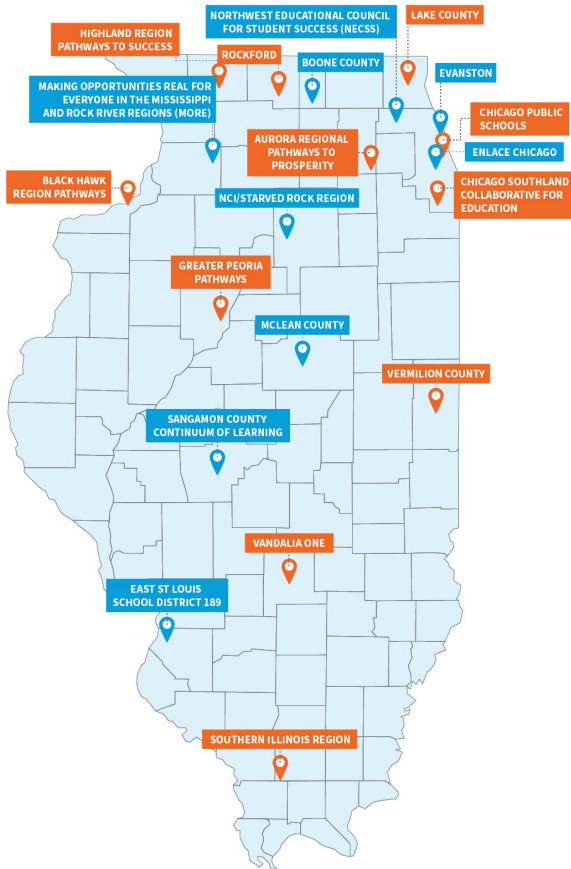 NORTHWEST EDUCATIONAL COUNCIL
FOR STUDENT SUCCESS (NECSS)
LAKE COUNTY
HIGHLAND REGION
PATHWAYS TO SUCCESS
ROCKFORD
BOONE COUNTY
EVANSTON
MAKING OPPORTUNITIES REAL FOR
EVERYONE IN THE MISSISSIPPI
AND ROCK RIVER REGIONS (MORE)
CHICAGO PUBLIC
SCHOOLS
AURORA REGIONAL
PATHWAYS TO
PROSPERITY
ENLACE CHICAGO
BLACK HAWK
REGION PATHWAYS
CHICAGO SOUTHLAND
COLLABORATIVE FOR
EDUCATION
NCI/STARVED ROCK REGION
GREATER PEORIA
PATHWAYS
MCLEAN COUNTY
VERMILION COUNTY
SANGAMON COUNTY
CONTINUUM OF LEARNING
VANDALIA ONE
EAST ST LOUIS
SCHOOL DISTRICT 189
SOUTHERN ILLINOIS REGION